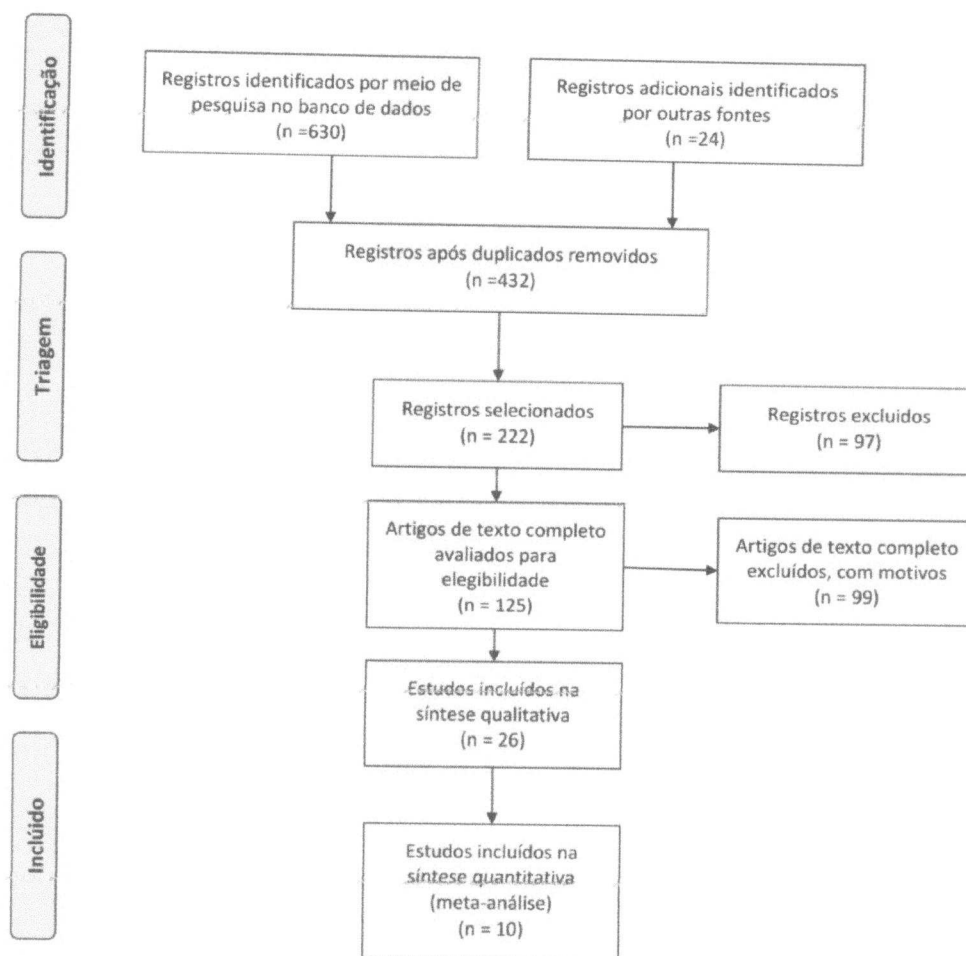 Identificação
Registros identificados por meio de
pesquisa no banco de dados
(n =630)
Registros adicionais identificados
por outras fontes
(n =24)
Triagem
Registros após duplicados removidos
(n =432)
Registros selecionados
(n = 222)
Registros excluidos
(n = 97)
Eligibilidade
Artigos de texto completo
avaliados para
elegibilidade
(n = 125)
Artigos de texto completo
excluídos, com motivos
(n = 99)
Estudos incluídos na
síntese qualitativa
(n = 26)
Inclúido
Estudos incluídos na
síntese quantitativa
(meta-análise)
(n = 10)